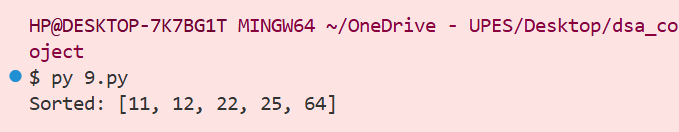 HP@DESKTOP-7K7BG1T MINGW64 ~/OneDrive - UPES/Desktop/dsa_co
oject
$ py 9.py
Sorted: [11, 12, 22, 25, 64]